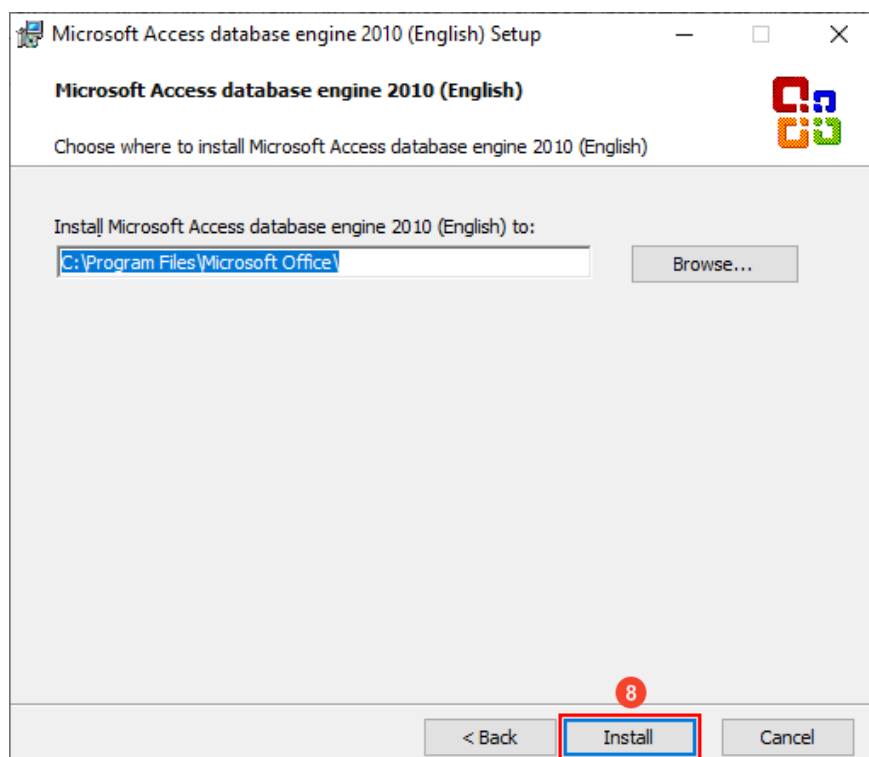 Microsoft Access database engine 2010 (English) Setup
Microsoft Access database engine 2010 (English)
Choose where to install Microsoft Access database engine 2010 (English)
Install Microsoft Access database engine 2010 (English) to:
C:\Program Files\Microsoft Office\
Browse...
8
< Back
Install
Cancel